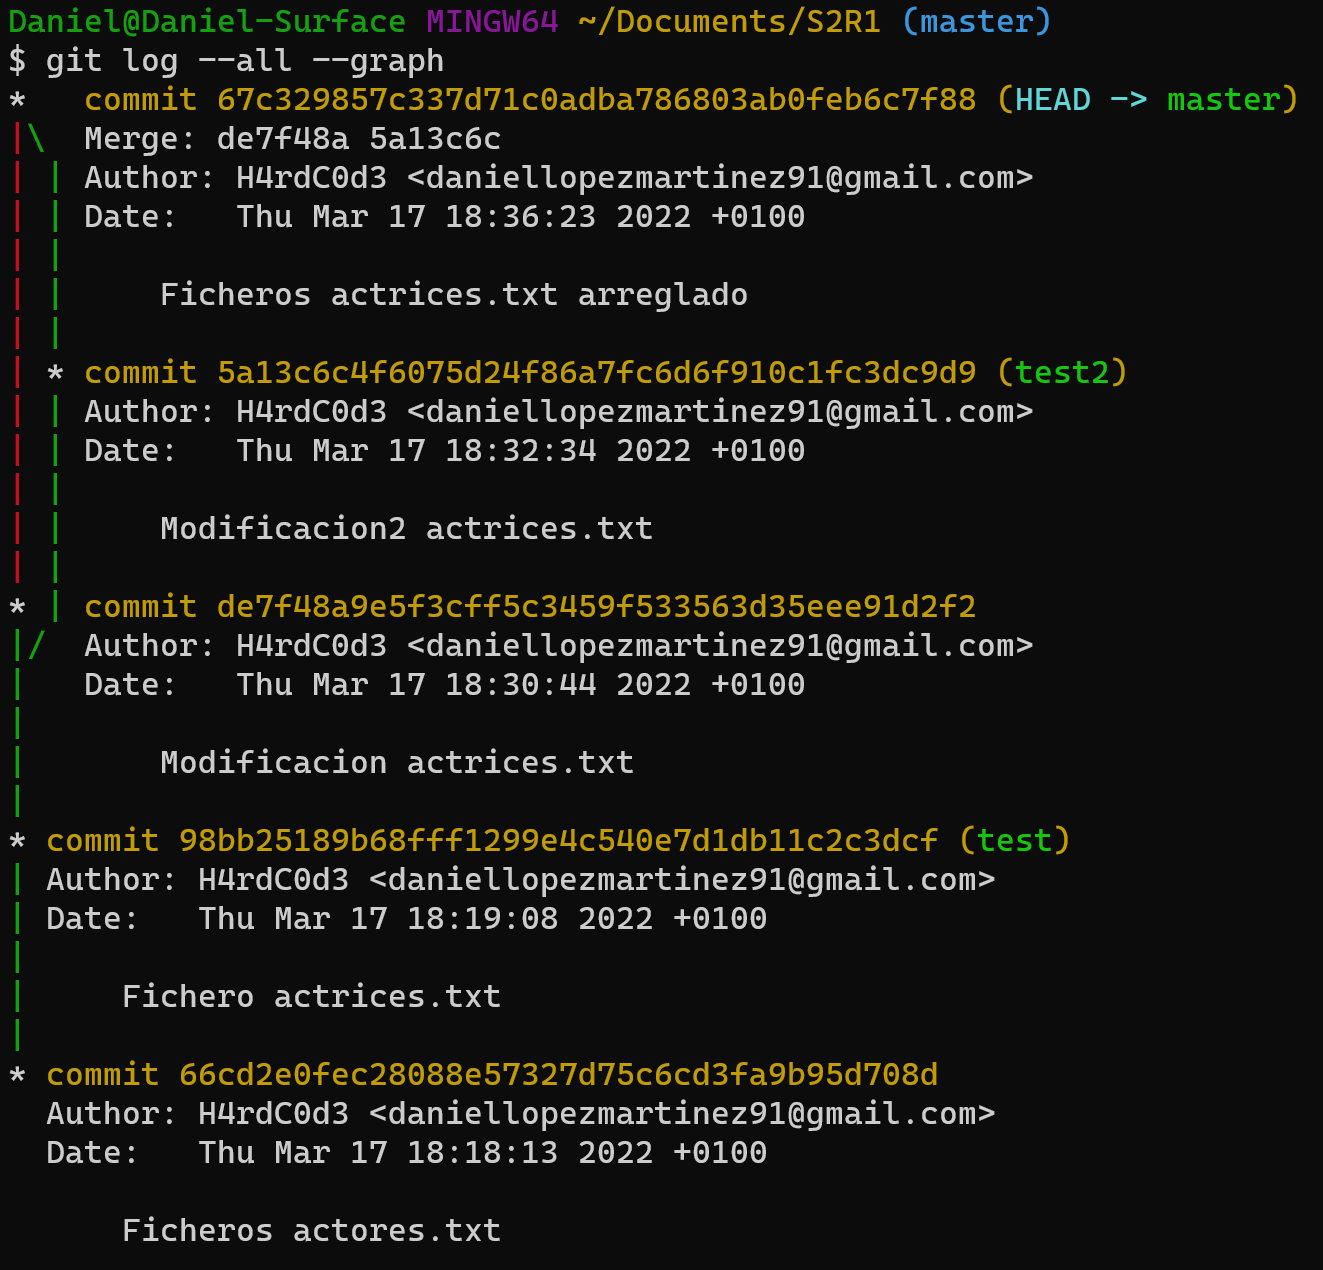 Daniel@Daniel-Surface MINGW64 ~/Documents/S2R1 (master)
$ git log --all --graph
*   commit 67c329857c337d71c0adba786803ab0feb6c7f88 (HEAD -> master)
|\  Merge: de7f48a 5a13c6c
| | Author: H4rdC0d3 <daniellopezmartinez91@gmail.com>
| | Date:   Thu Mar 17 18:36:23 2022 +0100
| |
| |     Ficheros actrices.txt arreglado
| |
| * commit 5a13c6c4f6075d24f86a7fc6d6f910c1fc3dc9d9 (test2)
| | Author: H4rdC0d3 <daniellopezmartinez91@gmail.com>
| | Date:   Thu Mar 17 18:32:34 2022 +0100
| |
| |     Modificacion2 actrices.txt
| |
* | commit de7f48a9e5f3cff5c3459f533563d35eee91d2f2
|/  Author: H4rdC0d3 <daniellopezmartinez91@gmail.com>
|   Date:   Thu Mar 17 18:30:44 2022 +0100
|
|       Modificacion actrices.txt
|
* commit 98bb25189b68fff1299e4c540e7d1db11c2c3dcf (test)
| Author: H4rdC0d3 <daniellopezmartinez91@gmail.com>
| Date:   Thu Mar 17 18:19:08 2022 +0100
|
|     Fichero actrices.txt
|
* commit 66cd2e0fec28088e57327d75c6cd3fa9b95d708d
  Author: H4rdC0d3 <daniellopezmartinez91@gmail.com>
  Date:   Thu Mar 17 18:18:13 2022 +0100

      Ficheros actores.txt